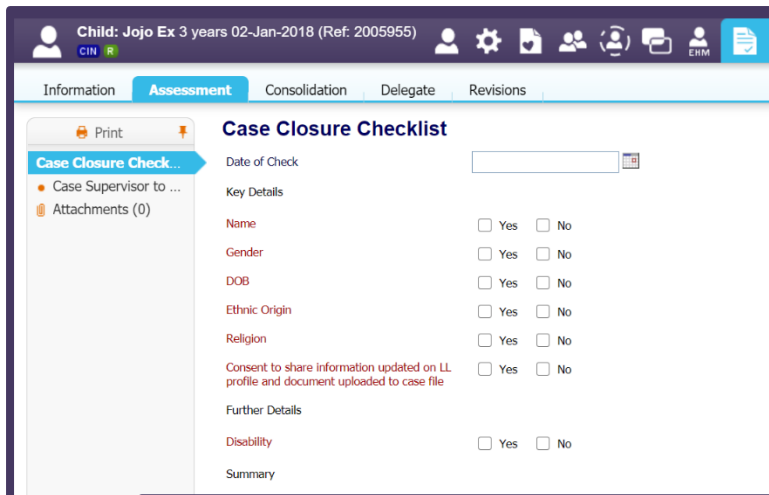 Child: Jojo Ex 3 years 02-Jan-2018 (Ref: 2005955)
CIN R
EHM
Information Assessment Consolidation Delegate Revisions
Print
Case Closure Check...
Case Supervisor to ...
Attachments (0)
Case Closure Checklist
Date of Check
Key Details
Name Yes No
Gender Yes No
DOB Yes No
Ethnic Origin Yes No
Religion Yes No
Consent to share information updated on LL Yes No
profile and document uploaded to case file
Further Details
Disability Yes No
Summary